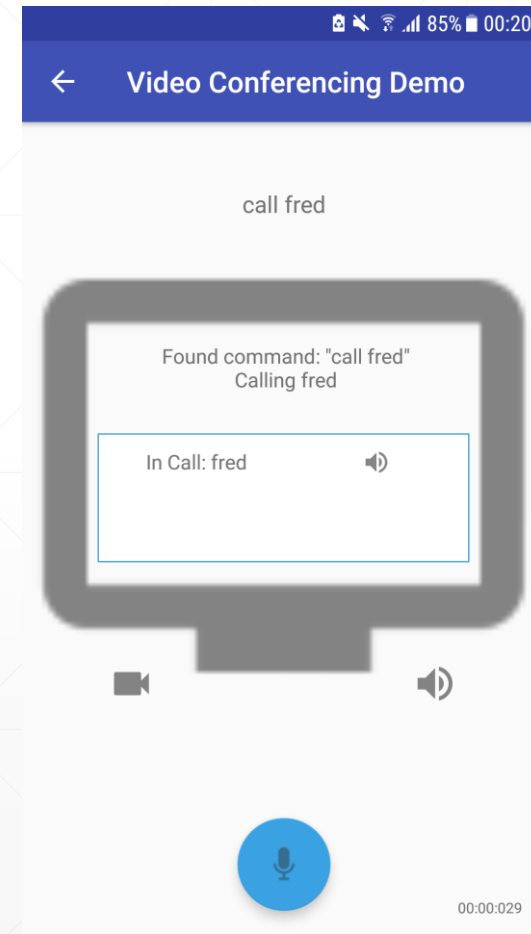 85% 00:20
Video Conferencing Demo
call fred
Found command: "call fred"
Calling fred
In Call: fred
00:00:029